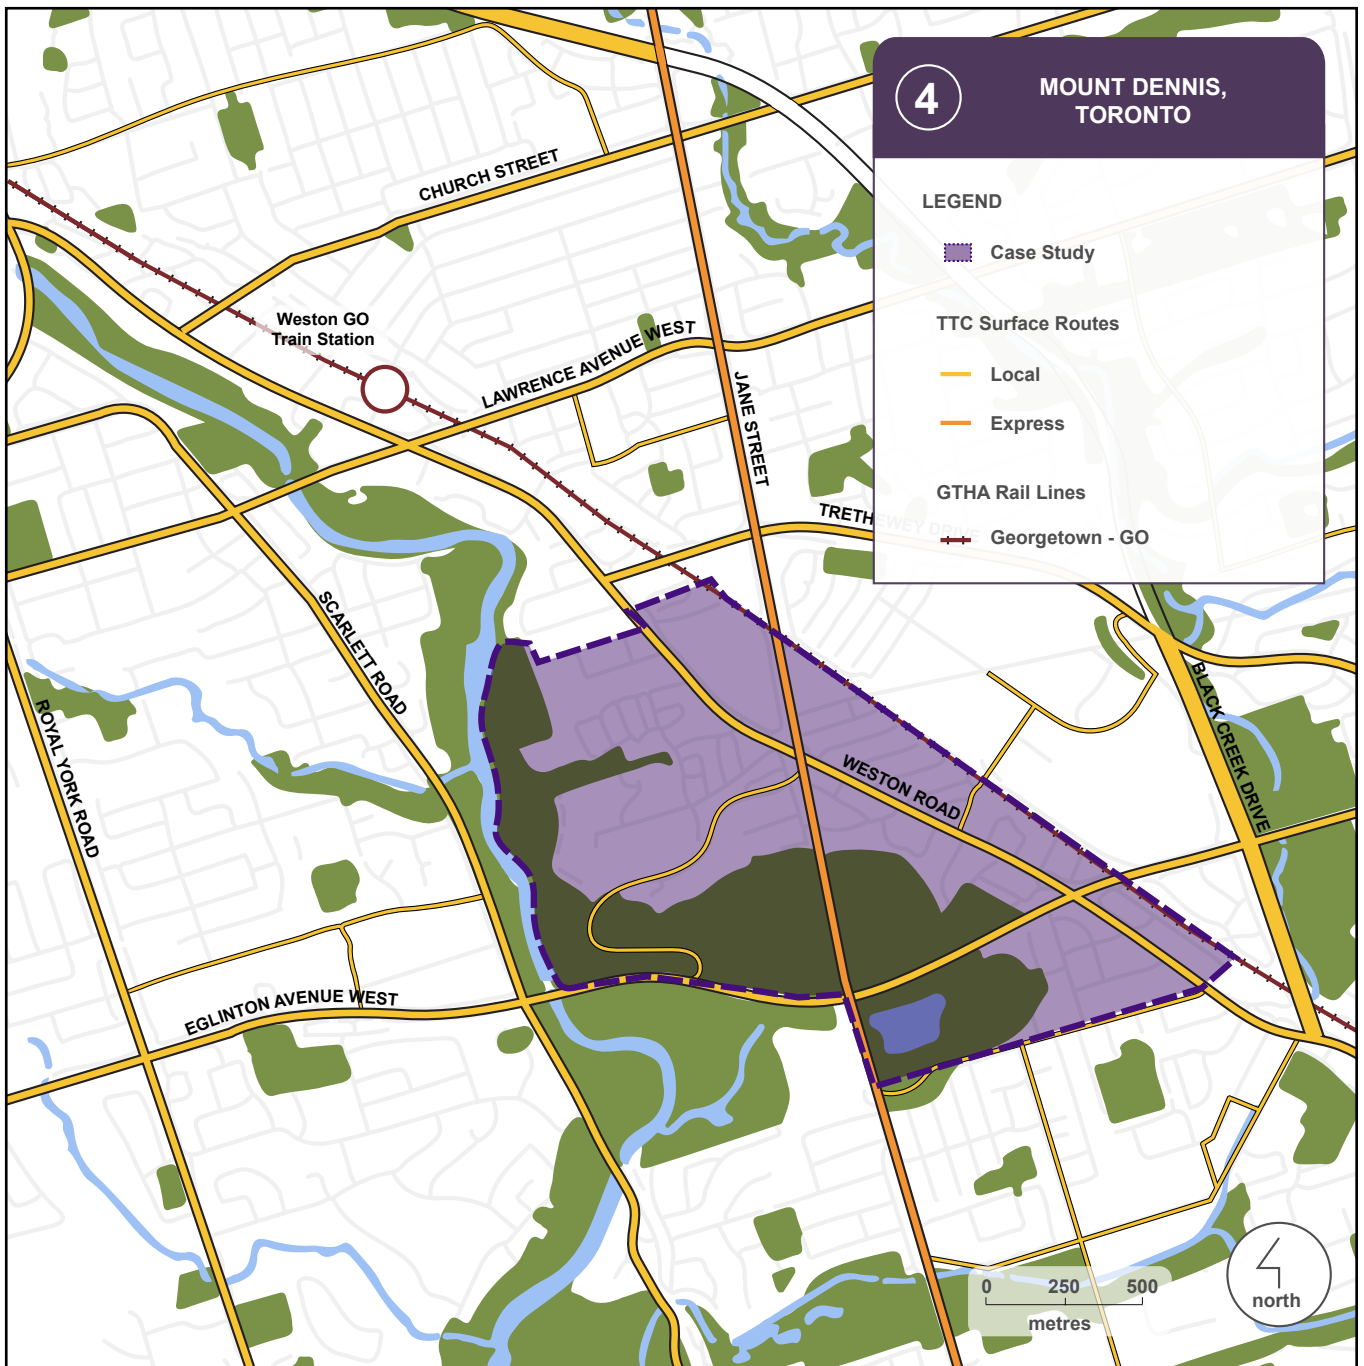 4
MOUNT DENNIS,
TORONTO
LEGEND
Case Study
TTC Surface Routes
Local
Express
GTHA Rail Lines
Georgetown - GO
CHURCH STREET
Weston GO
Train Station
LAWRENCE AVENUE WEST
JANE STREET
TRETHEWEY DRIVE
SCARLETT ROAD
ROYAL YORK ROAD
BLACK CREEK DRIVE
WESTON ROAD
EGLINTON AVENUE WEST
0 250 500
metres
north